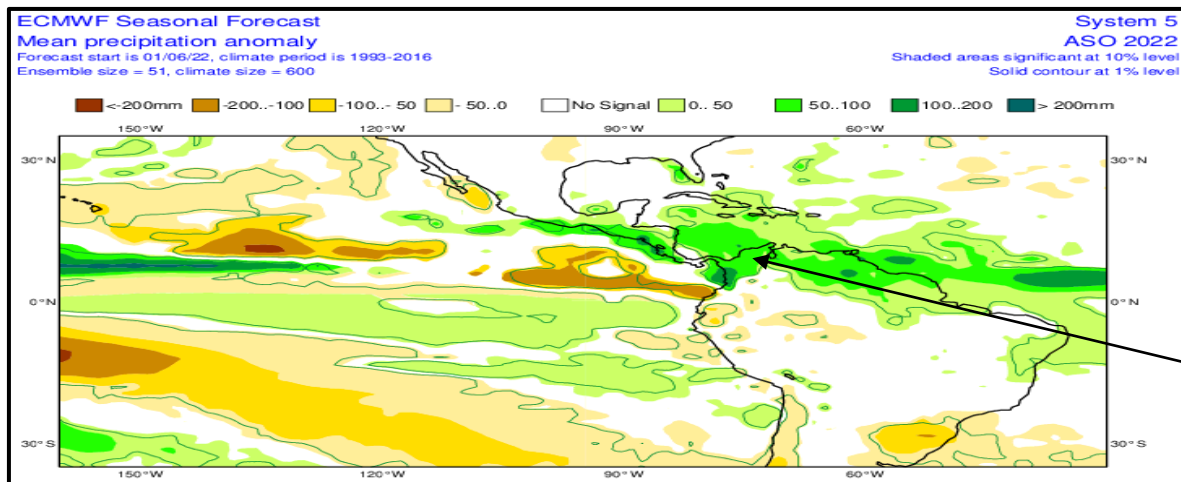 ECMWF Seasonal Forecast
System 5
Mean precipitation anomaly
ASO 2022
Forecast start is 01/06/22, climate period is 1993-2016
Shaded areas significant at 10% level
Ensemble size = 51, climate size = 600
Solid contour at 1% level
<-200mm -200..-100 -100..- 50 - 50..0 No Signal 0.. 50 50..100 100..200 > 200mm
150°W 120°W 90°W 60°W
30°N 30°N
0°N 0°N
30°S 30°S
150°W 120°W 90°W 60°W